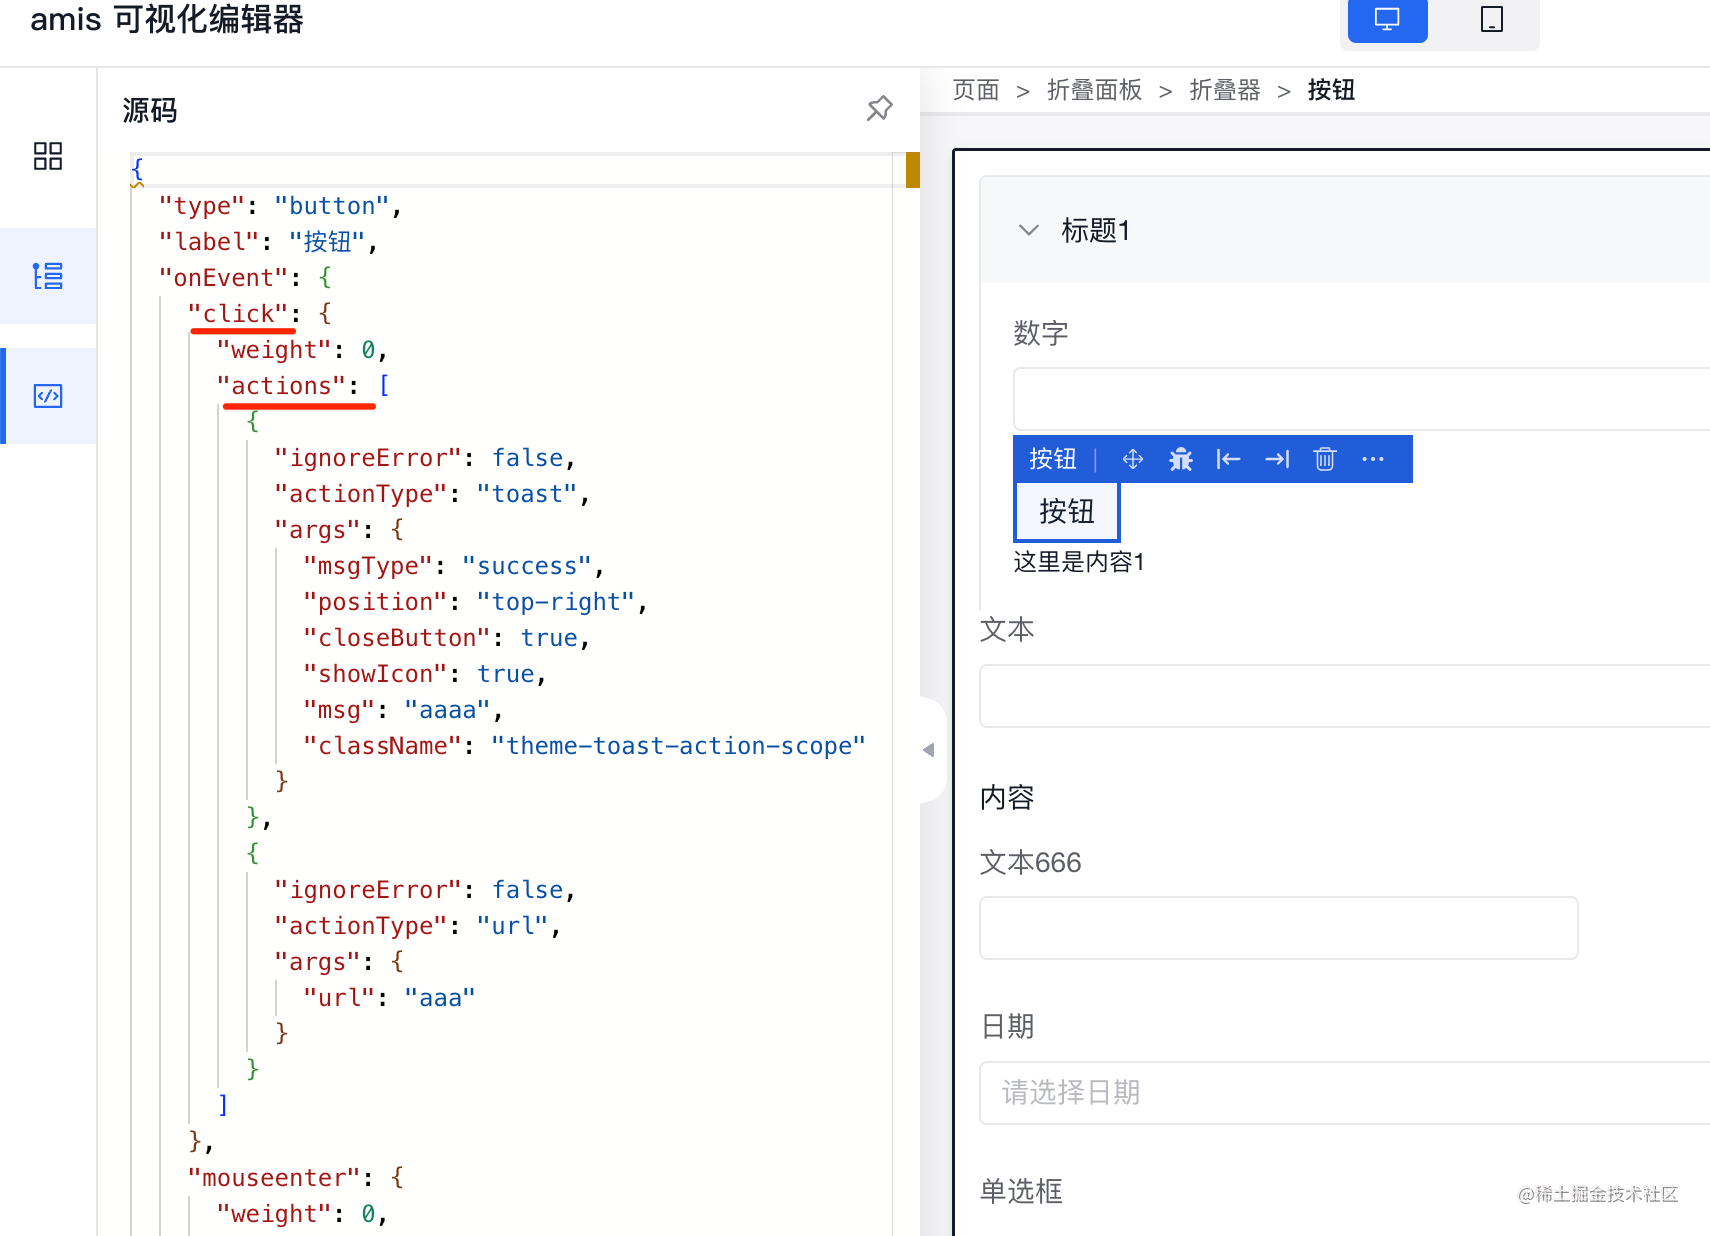 amis 可视化编辑器
源码
{
"type": "button",
"label": "按钮",
"onEvent": {
"click": {
"weight": 0,
"actions": [
{
"ignoreError": false,
"actionType": "toast",
"args": {
"msgType": "success",
"position": "top-right",
"closeButton": true,
"showIcon": true,
"msg": "aaaa",
"className": "theme-toast-action-scope"
}
},
{
"ignoreError": false,
"actionType": "url",
"args": {
"url": "aaa"
}
}
]
},
"mouseenter": {
"weight": 0,
页面 > 折叠面板 > 折叠器 > 按钮
标题1
数字
按钮
按钮
这里是内容1
文本
内容
文本666
日期
请选择日期
单选框
@稀土掘金技术社区